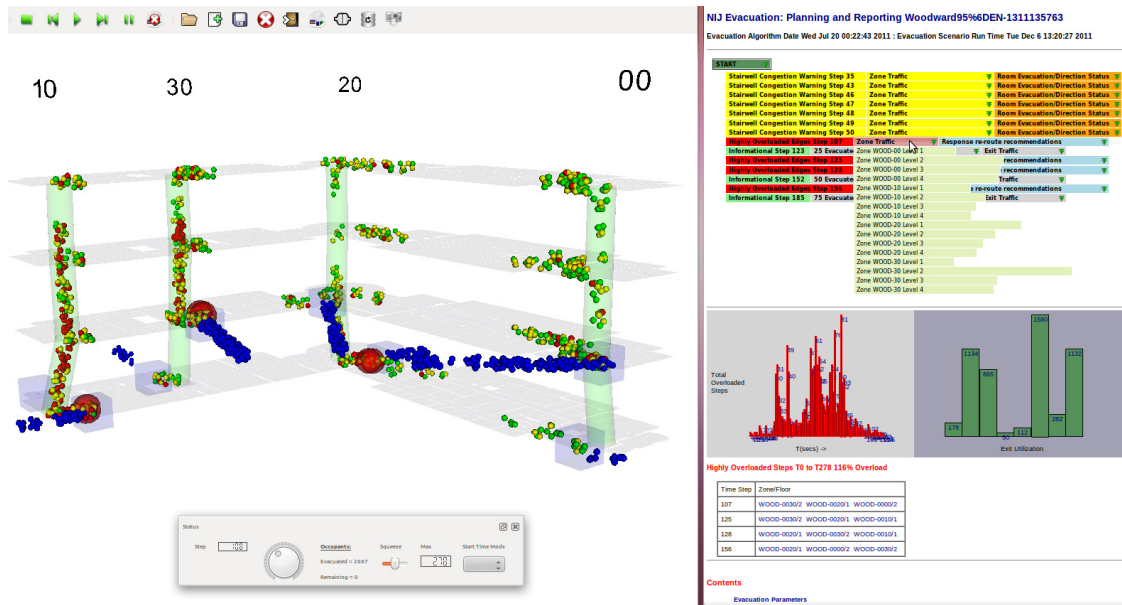 10
30
20
00
Status
Step
108
Occupants:
Evacuated = 2667
Remaining = 0
Squeeze
Max
278
Start Time Mods
NIJ Evacuation: Planning and Reporting Woodward95%6DEN-1311135763
Evacuation Algorithm Date Wed Jul 20 00:22:43 2011 : Evacuation Scenario Run Time Tue Dec 6 13:20:27 2011
START
Stairwell Congestion Warning Step 35 Zone Traffic Room Evacuation/Direction Status
Stairwell Congestion Warning Step 43 Zone Traffic Room Evacuation/Direction Status
Stairwell Congestion Warning Step 46 Zone Traffic Room Evacuation/Direction Status
Stairwell Congestion Warning Step 47 Zone Traffic Room Evacuation/Direction Status
Stairwell Congestion Warning Step 48 Zone Traffic Room Evacuation/Direction Status
Stairwell Congestion Warning Step 49 Zone Traffic Room Evacuation/Direction Status
Stairwell Congestion Warning Step 50 Zone Traffic Room Evacuation/Direction Status
Highly Overloaded Edges Step 107 Zone Traffic Response re-route recommendations
Informational Step 123 25 Evacuate Zone WOOD-00 Level 1 Exit Traffic
Highly Overloaded Edges Step 125 Zone WOOD-00 Level 2 recommendations
Highly Overloaded Edges Step 128 Zone WOOD-00 Level 3 re-route recommendations
Informational Step 152 50 Evacuate Zone WOOD-00 Level 4 Traffic
Highly Overloaded Edges Step 156 Zone WOOD-10 Level 1 re-route recommendations
Informational Step 185 75 Evacuate Zone WOOD-10 Level 2 Exit Traffic
Zone WOOD-10 Level 3
Zone WOOD-10 Level 4
Zone WOOD-20 Level 1
Zone WOOD-20 Level 2
Zone WOOD-20 Level 3
Zone WOOD-20 Level 4
Zone WOOD-30 Level 1
Zone WOOD-30 Level 2
Zone WOOD-30 Level 3
Zone WOOD-30 Level 4
Total
Overloaded
Steps
T(secs) ->
178
1134
865
50
112
1590
282
1132
Exit Utilization
Highly Overloaded Steps T0 to T278 116% Overload
Time Step Zone/Floor
107 WOOD-0030/2 WOOD-0020/1 WOOD-0000/2
125 WOOD-0030/2 WOOD-0020/1 WOOD-0010/1
128 WOOD-0020/1 WOOD-0030/2 WOOD-0010/1
156 WOOD-0020/1 WOOD-0000/2 WOOD-0030/2
Contents
Evacuation Parameters